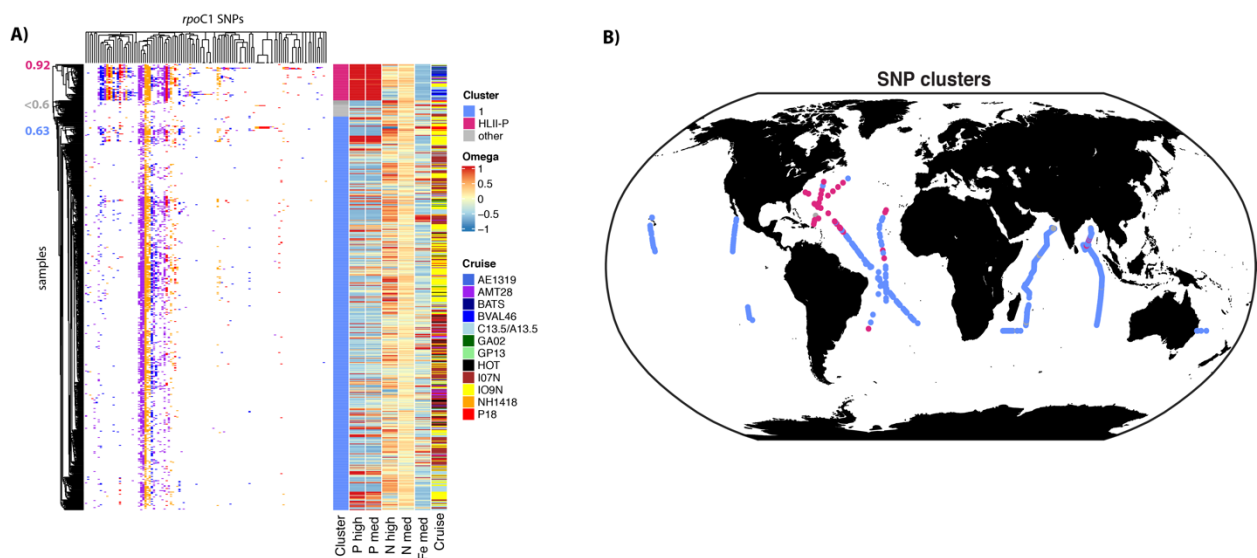 A)
rpoC1 SNPs
0.92
<0.6
0.63
samples
Cluster
1
HLII-P
other
Omega
1
0.5
0
−0.5
−1
Cruise
AE1319
AMT28
BATS
BVAL46
C13.5/A13.5
GA02
GP13
HOT
I07N
IO9N
NH1418
P18
Cluster
P high
P med
N high
N med
Fe med
Cruise
B)
SNP clusters